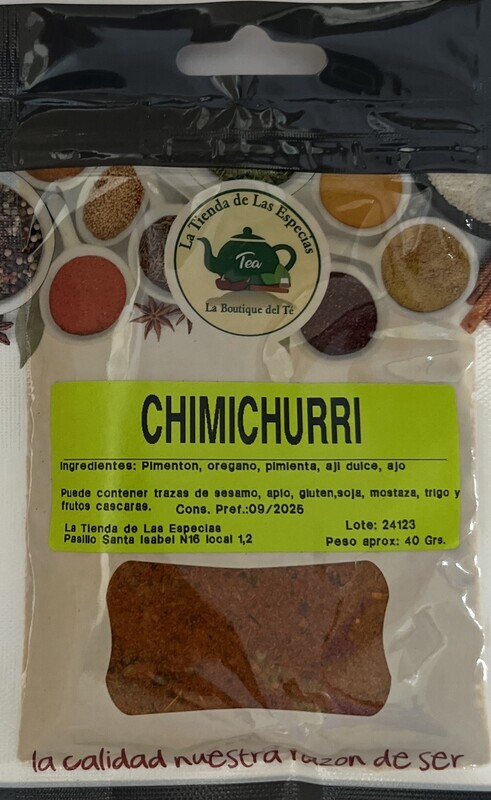 La Tienda de Las Especias
Tea
La Boutique del Té
CHIMICHURRI
Ingredientes: Pimenton, oregano, pimienta, aji dulce, ajo
Puede contener trazas de sesamo, apio, gluten,soja, mostaza, trigo y
frutos cascaras. Cons. Pref.:09/2025
La Tienda de Las Especias Lote: 24123
Pasillo Santa Isabel N16 local 1,2 Peso aprox: 40 Grs.
la calidad nuestra razon de ser